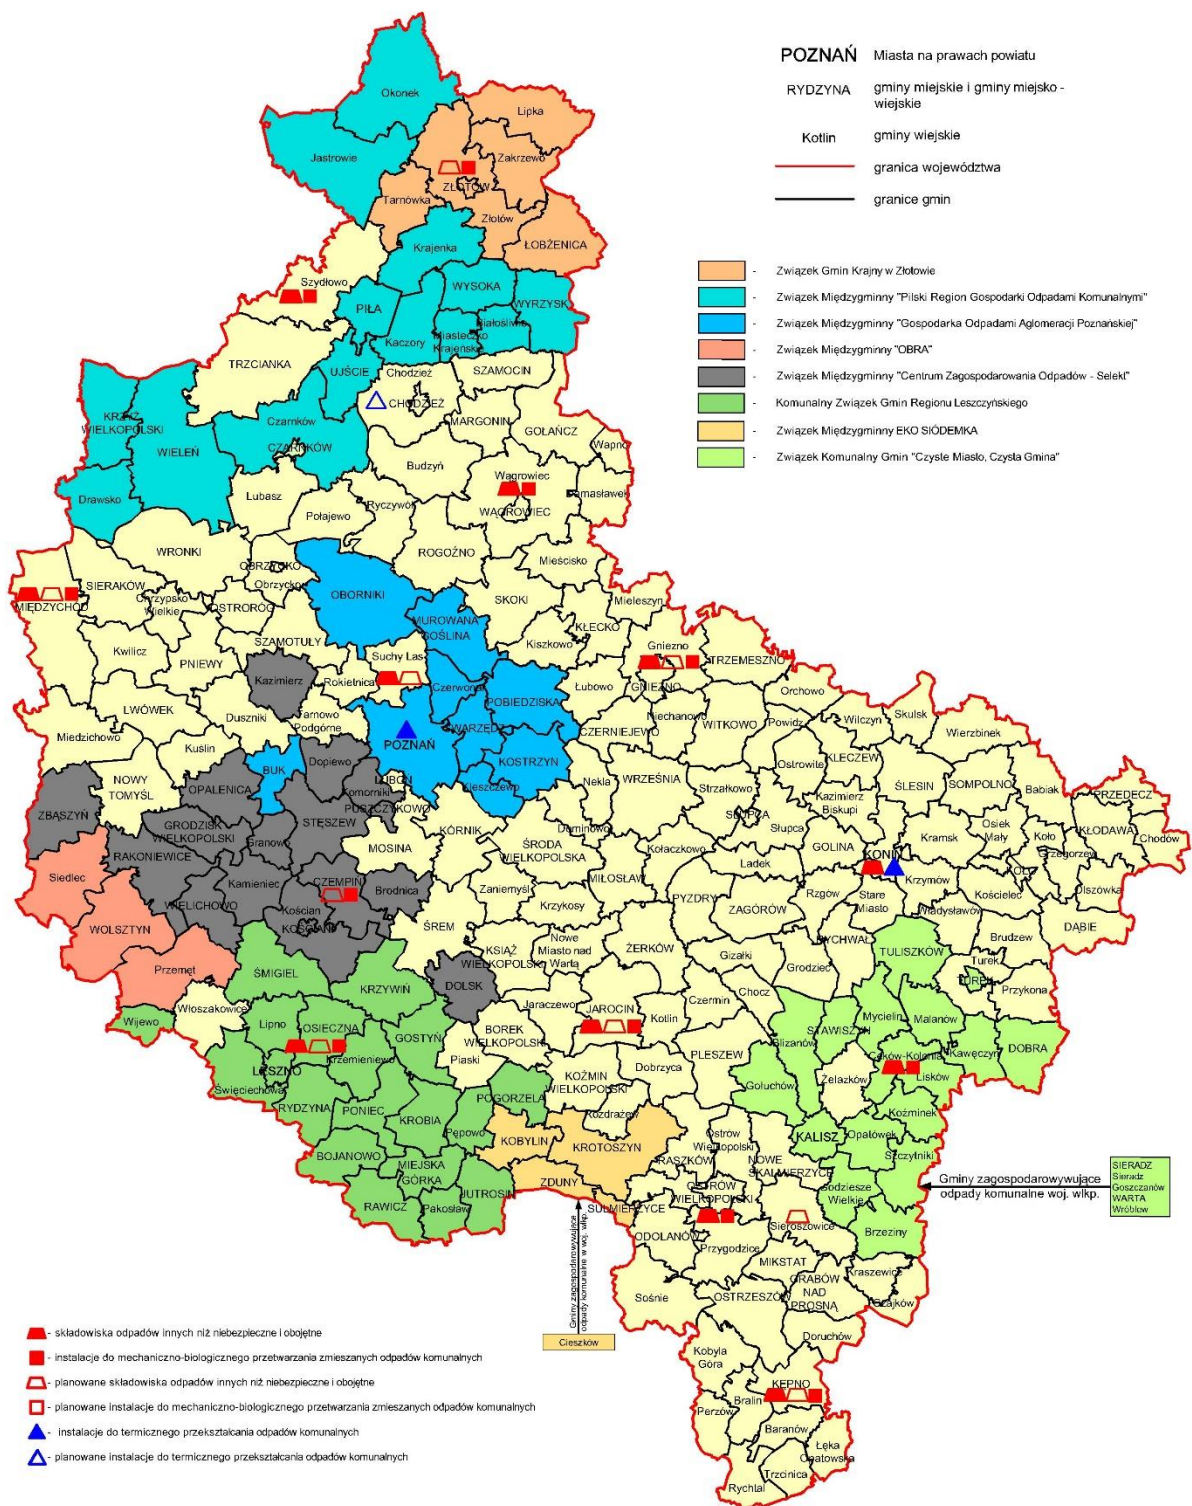 POZNAŃ Miasta na prawach powiatu
RYDZYNA gminy miejskie i gminy miejsko -
wiejskie
Kotlin gminy wiejskie
granica województwa
granice gmin
- Związek Gmin Krajny w Złotowie
- Związek Międzygminny "Pilski Region Gospodarki Odpadami Komunalnymi"
- Związek Międzygminny "Gospodarka Odpadami Aglomeracji Poznańskiej"
- Związek Międzygminny "OBRA"
- Związek Międzygminny "Centrum Zagospodarowania Odpadów - Selekt"
- Komunalny Związek Gmin Regionu Leszczyńskiego
- Związek Międzygminny EKO SIÓDEMKA
- Związek Komunalny Gmin "Czyste Miasto, Czysta Gmina"
Okonek
Lipka
Jastrowie
Zakrzewo
ZŁOTÓW
Tarnówka
Złotów
ŁOBŻENICA
Krajenka
Szydłowo
WYSOKA
WYRZYSK
PIŁA
Białośliwie
Miasteczko
Krajeńskie
Kaczory
TRZCIANKA
UJŚCIE
Chodzież
SZAMOCIN
CHODZIEŻ
KRZYŻ
WIELKOPOLSKI
Czarnków
MARGONIN
GOŁAŃCZ
WIELEŃ
CZARNKÓW
Wapno
Budzyń
Drawsko
Lubasz
Wągrowiec
Damasławek
Ryczywół
WĄGROWIEC
Połajewo
WRONKI
ROGOŹNO
OBRZYCKO
Mieścisko
SIERAKÓW
Obrzycko
MIĘDZYCHÓD
Chrzypsko
Wielkie
OSTRORÓG
OBORNIKI
SKOKI
Mieleszyn
MUROWANA
GOŚLINA
KŁECKO
Kwilicz
SZAMOTUŁY
Kiszkowo
Gniezno
PNIEWY
Suchy Las
TRZEMESZNO
Kazimierz
Rokietnica
Czerwonak
Łubowo
GNIEZNO
Orchowo
LWÓWEK
POBIEDZISKA
Niechanowo
Skulsk
Duszniki
Tarnowo
Podgórne
SWARZĘDZ
CZERNIEJEWO
WITKOWO
Powidz
Wilczyn
Wierzbinek
Miedzichowo
Kuślin
POZNAŃ
KOSTRZYN
Ostrowite
KLECZEW
NOWY
TOMYŚL
BUK
Dopiewo
LUBOŃ
Kleszczewo
Nekla
WRZEŚNIA
Strzałkowo
ŚLESIN
SOMPOLNO
Babiak
PRZEDECZ
OPALENICA
Komorniki
ZBĄSZYŃ
PUSZCZYKOWO
Kazimierz
Biskupi
KŁODAWA
GRODZISK
WIELKOPOLSKI
STĘSZEW
KÓRNIK
Dominowo
SŁUPCA
Słupca
Kramsk
Osiek
Mały
Koło
Chodów
RAKONIEWICE
Granowo
MOSINA
ŚRODA
WIELKOPOLSKA
Kołaczkowo
GOLINA
KONIN
Grzegorzew
Siedlec
Kamieniec
CZEMPIŃ
Brodnica
Zaniemyśl
MIŁOSŁAW
PYZDRY
ZAGÓRÓW
Rzgów
Stare
Miasto
Krzymów
Kościelec
KOŁO
Olszówka
WIELICHOWO
Kościan
Krzykosy
WOLSZTYN
KOŚCIAN
ŚREM
Władysławów
DĄBIE
RYCHWAŁ
Brudzew
Przemęt
ŚMIGIEL
KSIĄŻ
WIELKOPOLSKI
Nowe
Miasto nad
Wartą
ŻERKÓW
Gizałki
Grodziec
TULISZKÓW
Turek
TUREK
Przykona
KRZYWIŃ
DOLSK
Włoszakowice
Jaraczewo
JAROCIN
Czermin
Chocz
Wijewo
Lipno
OSIECZNA
GOSTYŃ
BOREK
WIELKOPOLSKI
Kotlin
STAWISZYN
Mycielin
Malanów
Blizanów
DOBRA
LESZNO
Krzemieniewo
Piaski
PLESZEW
Ceków-Kolonia
Kawęczyn
Święciechowa
Dobrzyca
KOŹMIN
WIELKOPOLSKI
Gołuchów
Żelazków
Lisków
RYDZYNA
PONIEC
POGORZELA
KROBIA
Rozdrażew
Koźminek
Pępowo
KOBYLIN
KROTOSZYN
Ostrów
Wielkopolski
KALISZ
Opatówek
BOJANOWO
RASZKÓW
NOWE
SKALMIERZYCE
Szczytniki
MIEJSKA
GÓRKA
ZDUNY
JUTROSIN
OSTRÓW
WIELKOPOLSKI
Godziesze
Wielkie
RAWICZ
Pakosław
SULMIERZYCE
Sieroszowice
Brzeziny
ODOLANÓW
Przygodzice
MIKSTAT
Kraszewice
GRABÓW
NAD
PROSNĄ
Czajków
Sośnie
OSTRZESZÓW
Doruchów
Kobyla
Góra
KĘPNO
Bralin
Perzów
Baranów
Łęka
Opatowska
Trzcinica
Rychtal
Gminy zagospodarowywujące
odpady komunalne woj. wlkp.
SIERADZ
Sieradz
Goszczanów
WARTA
Wróblew
Gminy zagospodarowywujące
odpady komunalne w woj. wlkp.
Cieszków
- składowiska odpadów innych niż niebezpieczne i obojętne
- instalacje do mechaniczno-biologicznego przetwarzania zmieszanych odpadów komunalnych
- planowane składowiska odpadów innych niż niebezpieczne i obojętne
- planowane instalacje do mechaniczno-biologicznego przetwarzania zmieszanych odpadów komunalnych
- instalacje do termicznego przekształcania odpadów komunalnych
- planowane instalacje do termicznego przekształcania odpadów komunalnych
Ladek